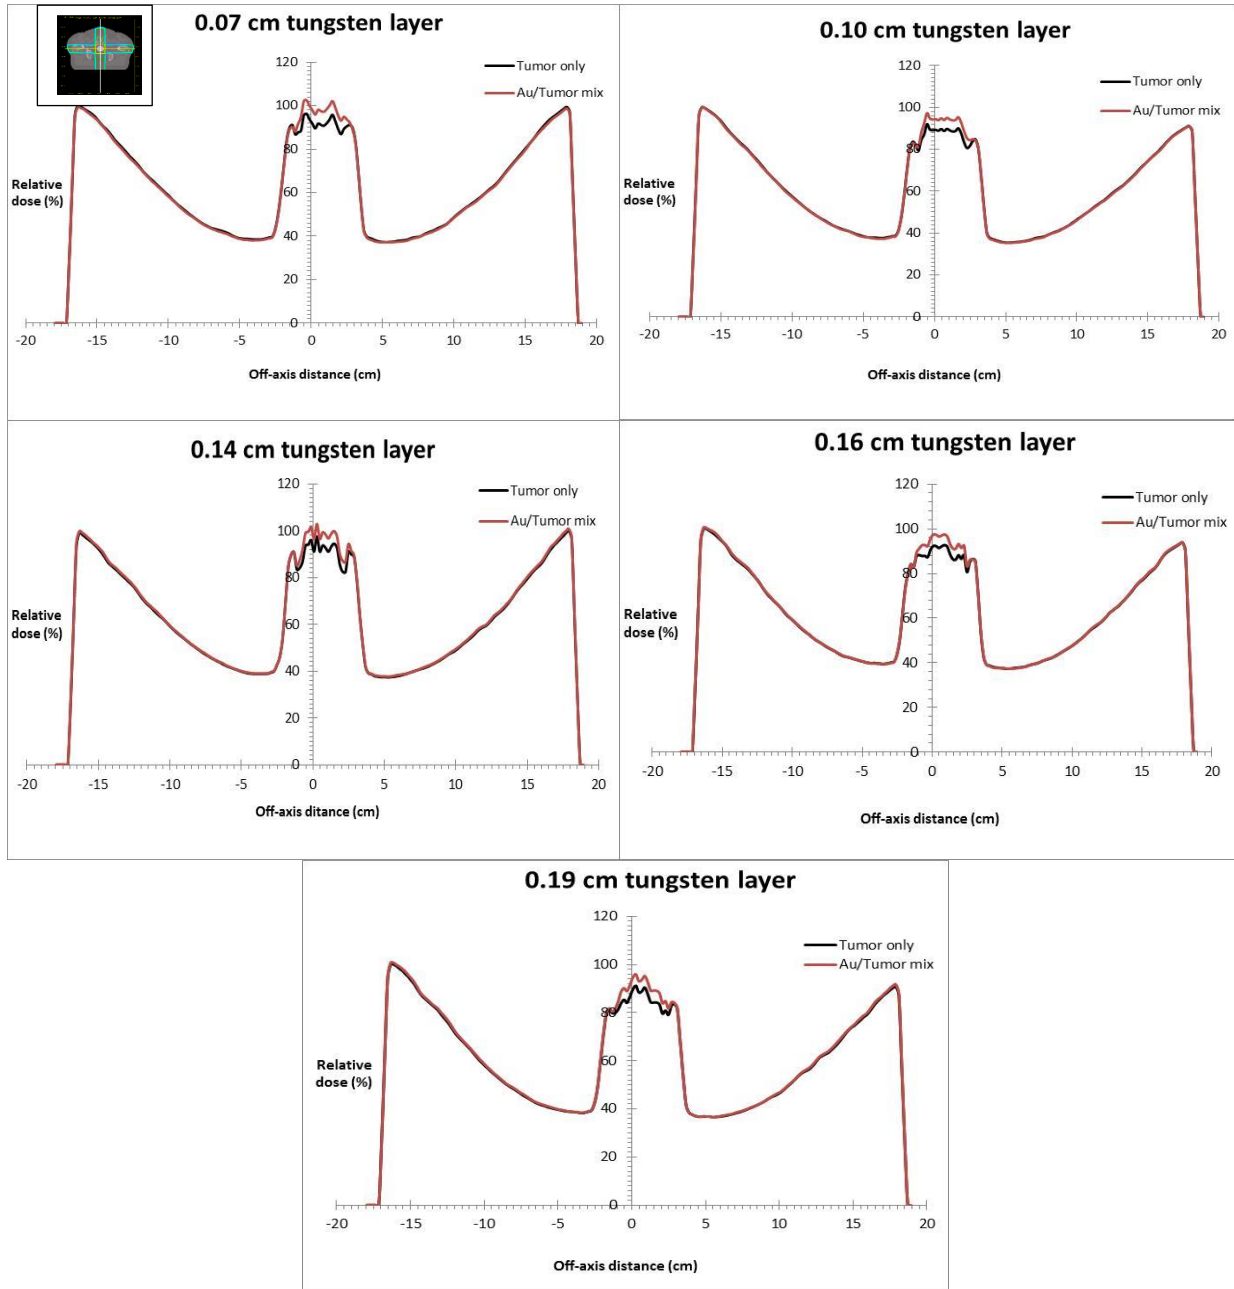 0.07 cm tungsten layer
120
100
80
60
40
20
0
Tumor only
Au/Tumor mix
Relative
dose (%)
-20 -15 -10 -5 0 5 10 15 20
Off-axis distance (cm)
0.10 cm tungsten layer
120
100
80
60
40
20
0
Tumor only
Au/Tumor mix
Relative
dose (%)
-20 -15 -10 -5 0 5 10 15 20
Off-axis distance (cm)
0.14 cm tungsten layer
120
100
80
60
40
20
0
Tumor only
Au/Tumor mix
Relative
dose (%)
-20 -15 -10 -5 0 5 10 15 20
Off-axis ditance (cm)
0.16 cm tungsten layer
120
100
80
60
40
20
0
Tumor only
Au/Tumor mix
Relative
dose (%)
-20 -15 -10 -5 0 5 10 15 20
Off-axis distance (cm)
0.19 cm tungsten layer
120
100
80
60
40
20
0
Tumor only
Au/Tumor mix
Relative
dose (%)
-20 -15 -10 -5 0 5 10 15 20
Off-axis distance (cm)